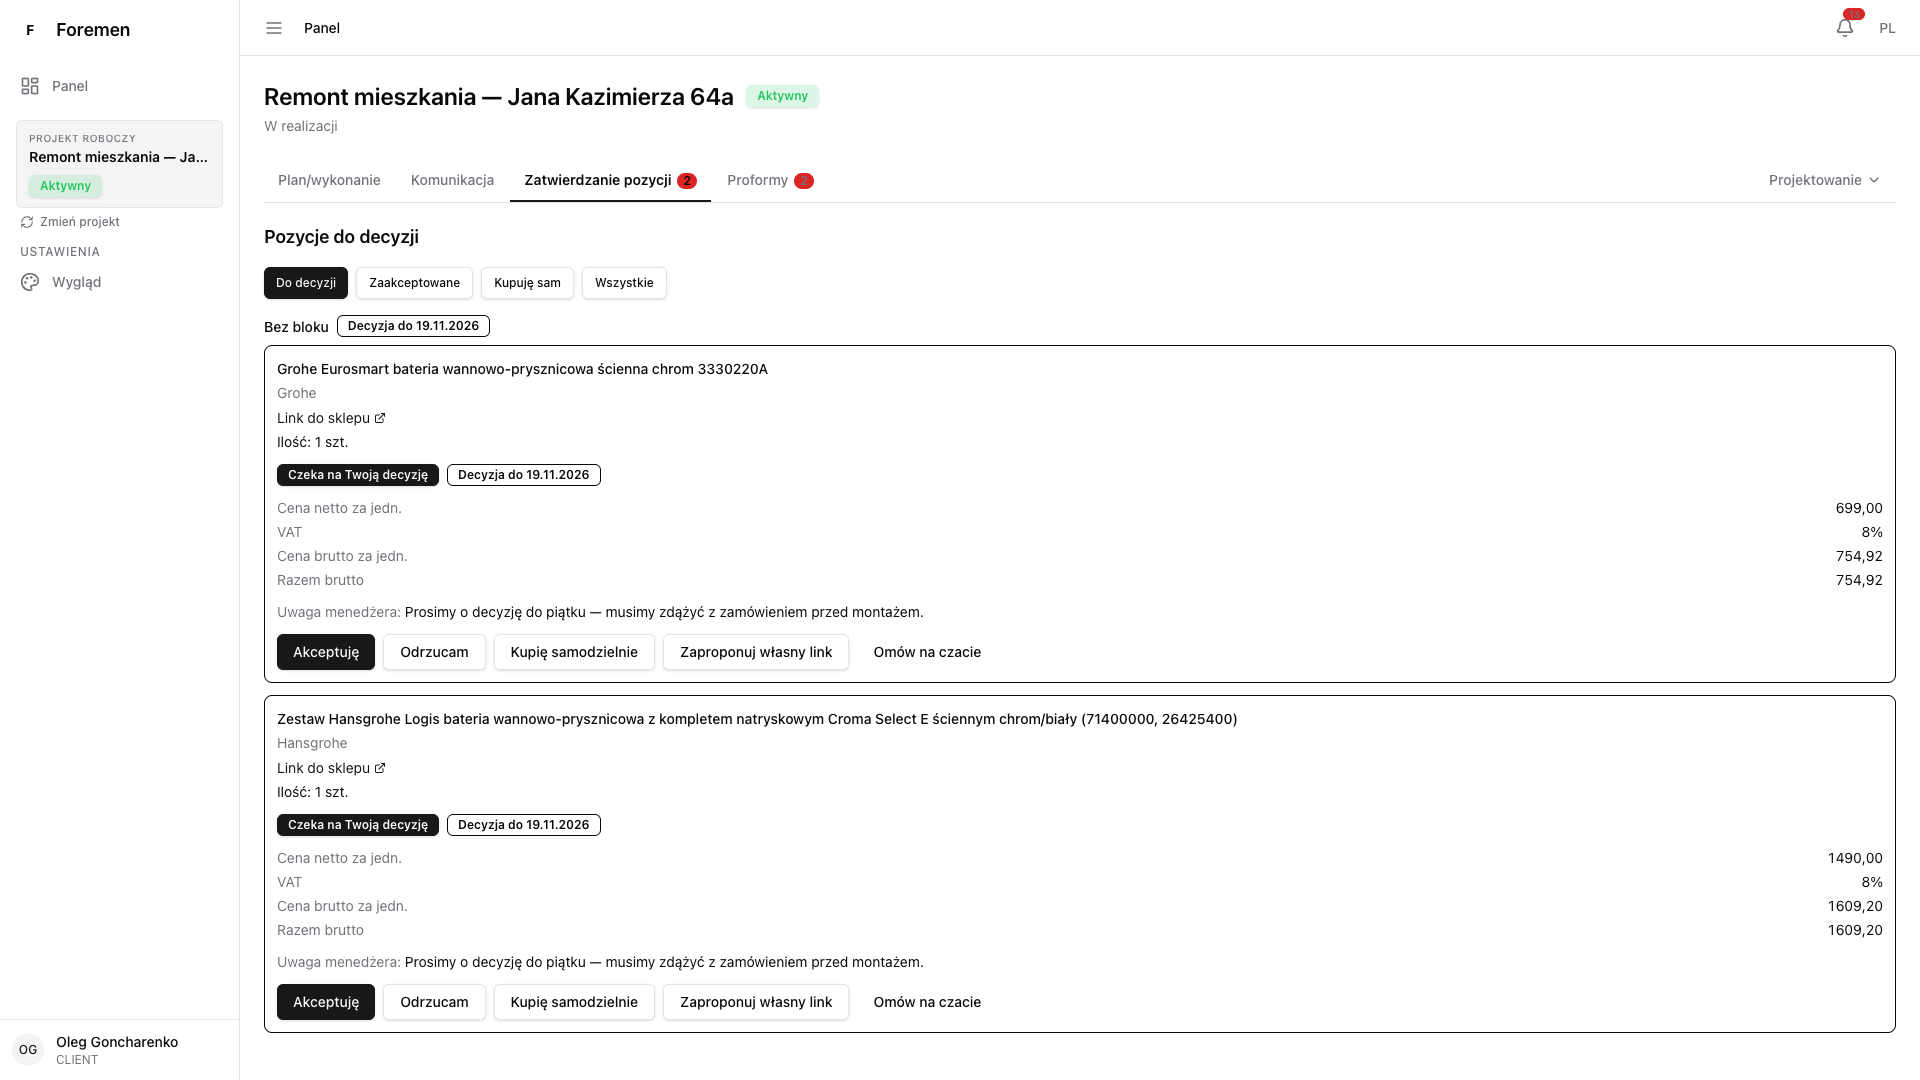 F Foremen
Panel
PL
Panel
PROJEKT ROBOCZY
Remont mieszkania — Ja...
Aktywny
Zmień projekt
USTAWIENIA
Wygląd
Remont mieszkania — Jana Kazimierza 64a Aktywny
W realizacji
Plan/wykonanie Komunikacja Zatwierdzanie pozycji 2 Proformy 2 Projektowanie
Pozycje do decyzji
Do decyzji Zaakceptowane Kupuję sam Wszystkie
Bez bloku Decyzja do 19.11.2026
Grohe Eurosmart bateria wannowo-prysznicowa ścienna chrom 3330220A
Grohe
Link do sklepu
Ilość: 1 szt.
Czeka na Twoją decyzję Decyzja do 19.11.2026
Cena netto za jedn. 699,00
VAT 8%
Cena brutto za jedn. 754,92
Razem brutto 754,92
Uwaga menedżera: Prosimy o decyzję do piątku — musimy zdążyć z zamówieniem przed montażem.
Akceptuję Odrzucam Kupię samodzielnie Zaproponuj własny link Omów na czacie
Zestaw Hansgrohe Logis bateria wannowo-prysznicowa z kompletem natryskowym Croma Select E ściennym chrom/biały (71400000, 26425400)
Hansgrohe
Link do sklepu
Ilość: 1 szt.
Czeka na Twoją decyzję Decyzja do 19.11.2026
Cena netto za jedn. 1490,00
VAT 8%
Cena brutto za jedn. 1609,20
Razem brutto 1609,20
Uwaga menedżera: Prosimy o decyzję do piątku — musimy zdążyć z zamówieniem przed montażem.
Akceptuję Odrzucam Kupię samodzielnie Zaproponuj własny link Omów na czacie
OG Oleg Goncharenko
CLIENT